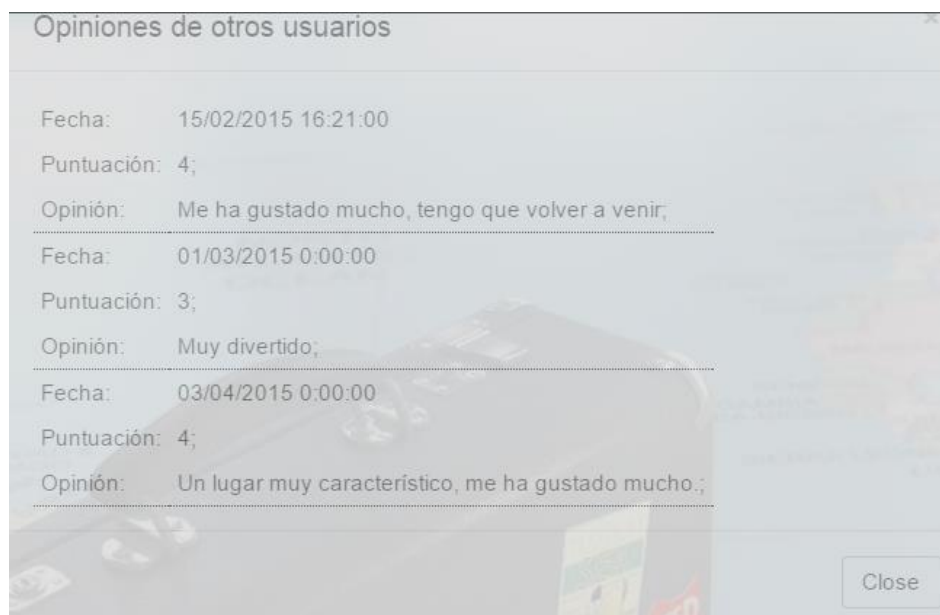 Opiniones de otros usuarios
Fecha: 15/02/2015 16:21:00
Puntuación: 4;
Opinión: Me ha gustado mucho, tengo que volver a venir;
Fecha: 01/03/2015 0:00:00
Puntuación: 3;
Opinión: Muy divertido;
Fecha: 03/04/2015 0:00:00
Puntuación: 4;
Opinión: Un lugar muy característico, me ha gustado mucho.;
Close